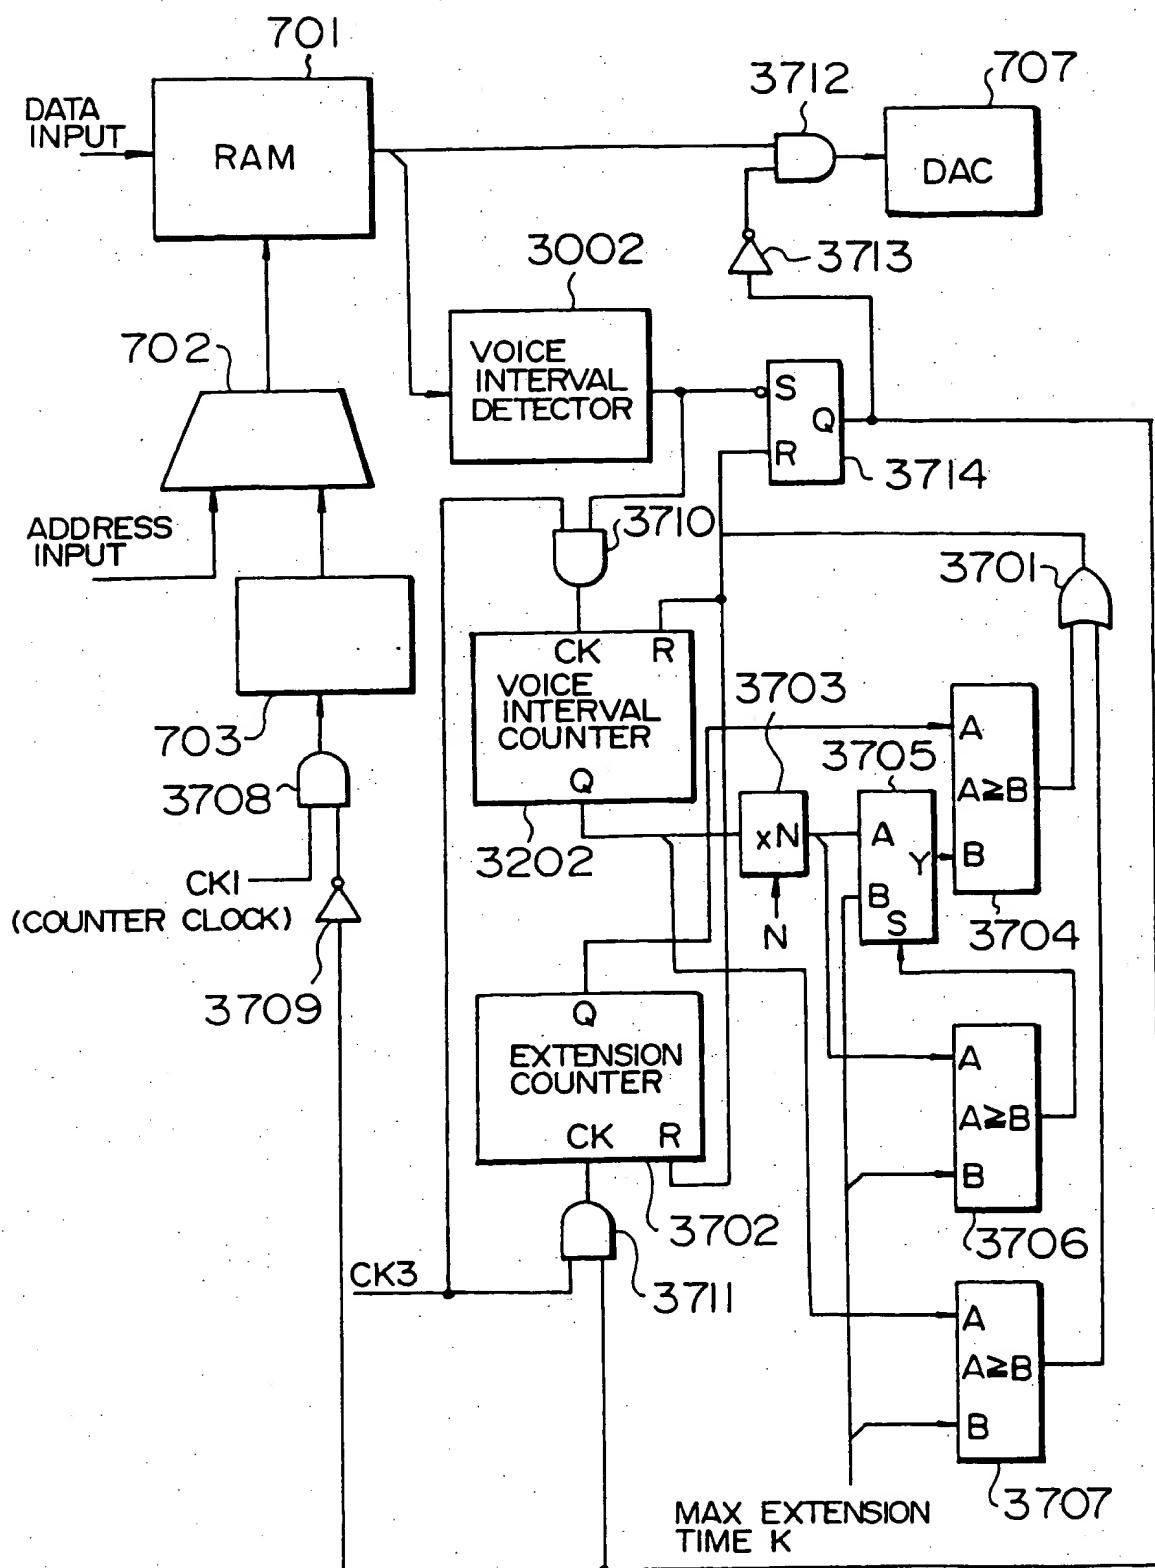 701
DATA
INPUT
RAM
3712
707
DAC
3713
3002
VOICE
INTERVAL
DETECTOR
702
S
Q
R
3714
ADDRESS
INPUT
3710
3701
CK R
VOICE
INTERVAL
COUNTER
Q
3202
703
3708
CK1
(COUNTER CLOCK)
3709
3703
xN
N
3705
A
Y
B
S
A
A≧B
B
3704
Q
EXTENSION
COUNTER
CK R
3702
A
A≧B
B
3706
CK3
3711
A
A≧B
B
3707
MAX EXTENSION
TIME K